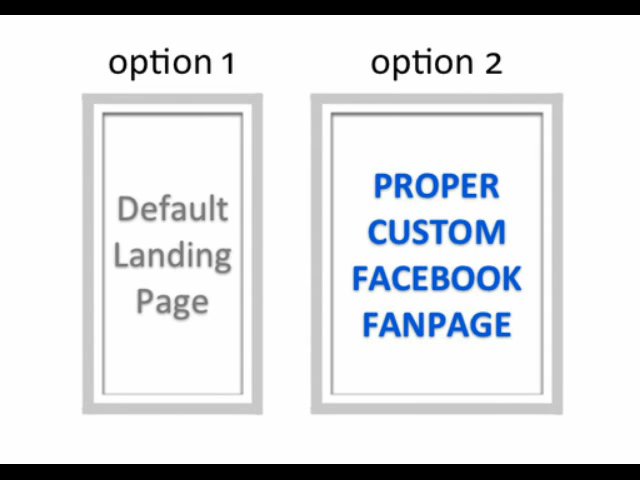 option 1
option 2
Default
Landing
Page
PROPER
CUSTOM
FACEBOOK
FANPAGE